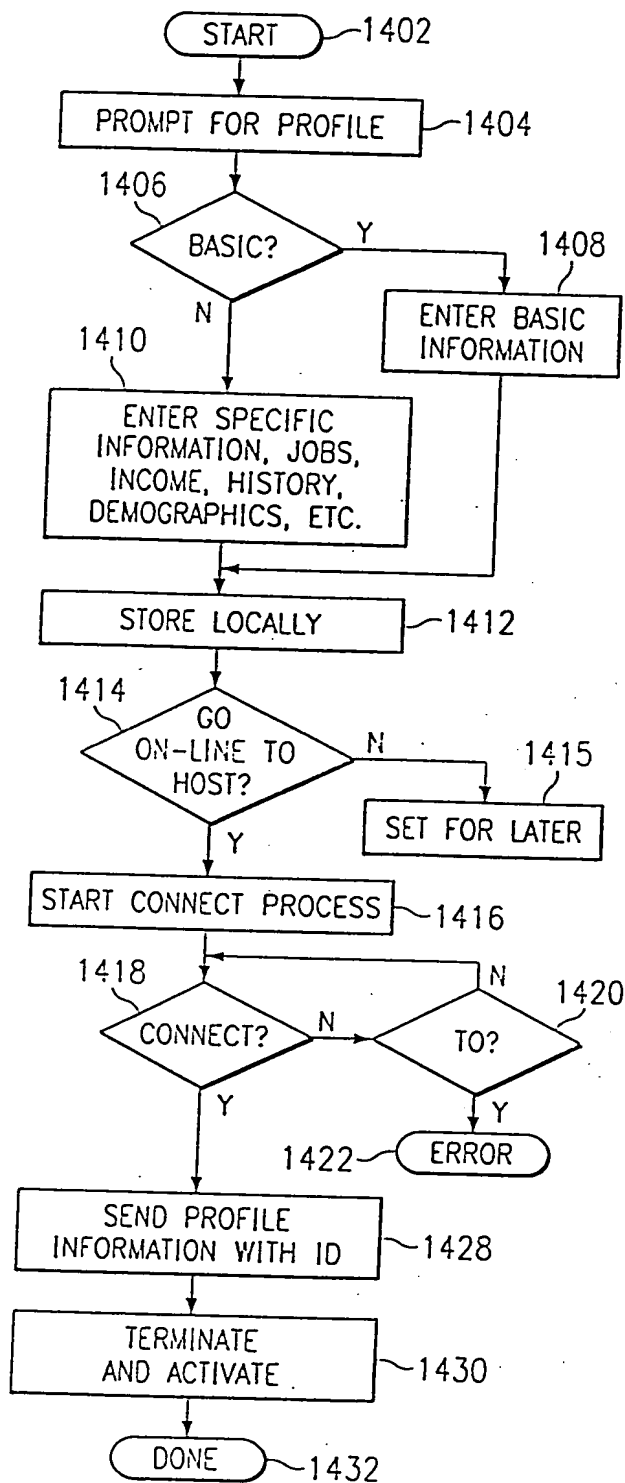 START
1402
PROMPT FOR PROFILE
1404
1406
BASIC?
Y
N
1408
ENTER BASIC
INFORMATION
1410
ENTER SPECIFIC
INFORMATION, JOBS,
INCOME, HISTORY,
DEMOGRAPHICS, ETC.
STORE LOCALLY
1412
1414
GO
ON-LINE TO
HOST?
N
Y
1415
SET FOR LATER
START CONNECT PROCESS
1416
1418
CONNECT?
N
Y
N
1420
TO?
Y
1422
ERROR
SEND PROFILE
INFORMATION WITH ID
1428
TERMINATE
AND ACTIVATE
1430
DONE
1432